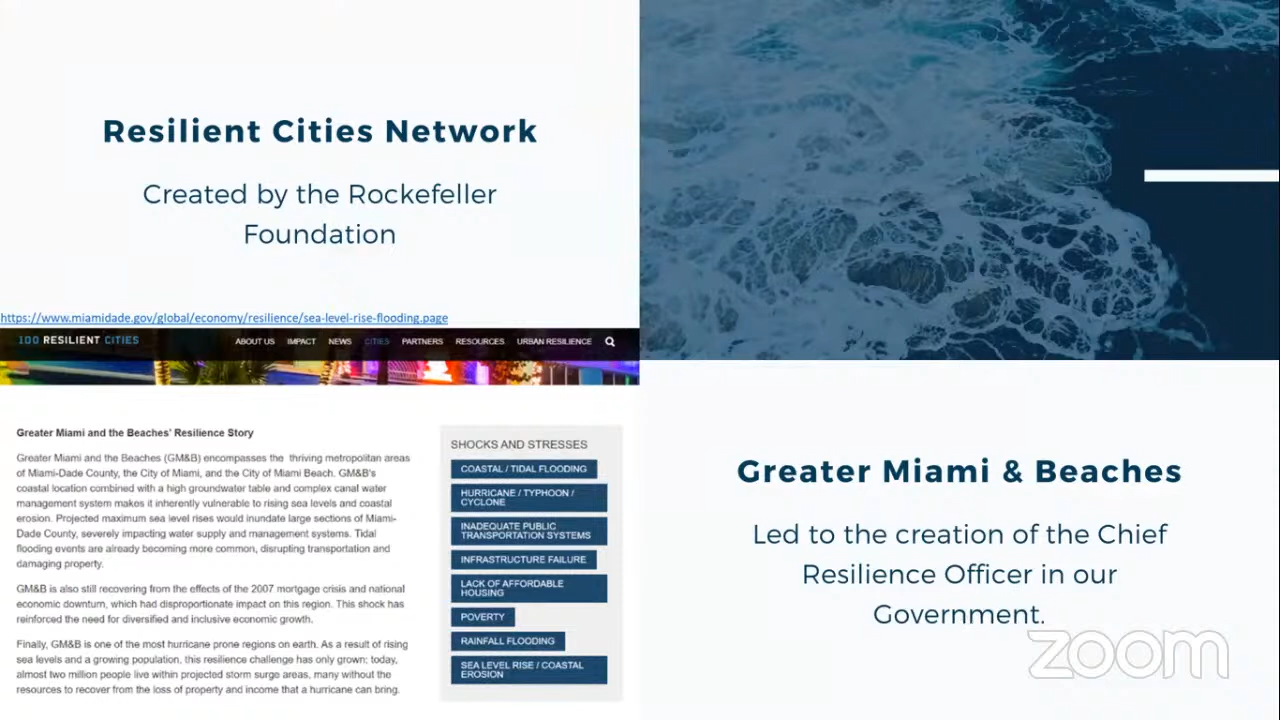 Resilient Cities Network
Created by the Rockefeller
Foundation
https://www.miamidade.gov/global/economy/resilience/sea-level-rise-flooding.page
100 RESILIENT CITIES
ABOUT US IMPACT NEWS CITIES PARTNERS RESOURCES URBAN RESILIENCE
Greater Miami and the Beaches' Resilience Story
Greater Miami and the Beaches (GM&B) encompasses the thriving metropolitan areas
of Miami-Dade County, the City of Miami, and the City of Miami Beach. GM&B's
coastal location combined with a high groundwater table and complex canal water
management system makes it inherently vulnerable to rising sea levels and coastal
erosion. Projected maximum sea level rises would inundate large sections of Miami-
Dade County, severely impacting water supply and management systems. Tidal
flooding events are already becoming more common, disrupting transportation and
damaging property.
GM&B is also still recovering from the effects of the 2007 mortgage crisis and national
economic downturn, which had disproportionate impact on this region. This shock has
reinforced the need for diversified and inclusive economic growth.
Finally, GM&B is one of the most hurricane prone regions on earth. As a result of rising
sea levels and a growing population, this resilience challenge has only grown; today,
almost two million people live within projected storm surge areas, many without the
resources to recover from the loss of property and income that a hurricane can bring.
SHOCKS AND STRESSES
COASTAL / TIDAL FLOODING
HURRICANE / TYPHOON /
CYCLONE
INADEQUATE PUBLIC
TRANSPORTATION SYSTEMS
INFRASTRUCTURE FAILURE
LACK OF AFFORDABLE
HOUSING
POVERTY
RAINFALL FLOODING
SEA LEVEL RISE / COASTAL
EROSION
Greater Miami & Beaches
Led to the creation of the Chief
Resilience Officer in our
Government.
zoom